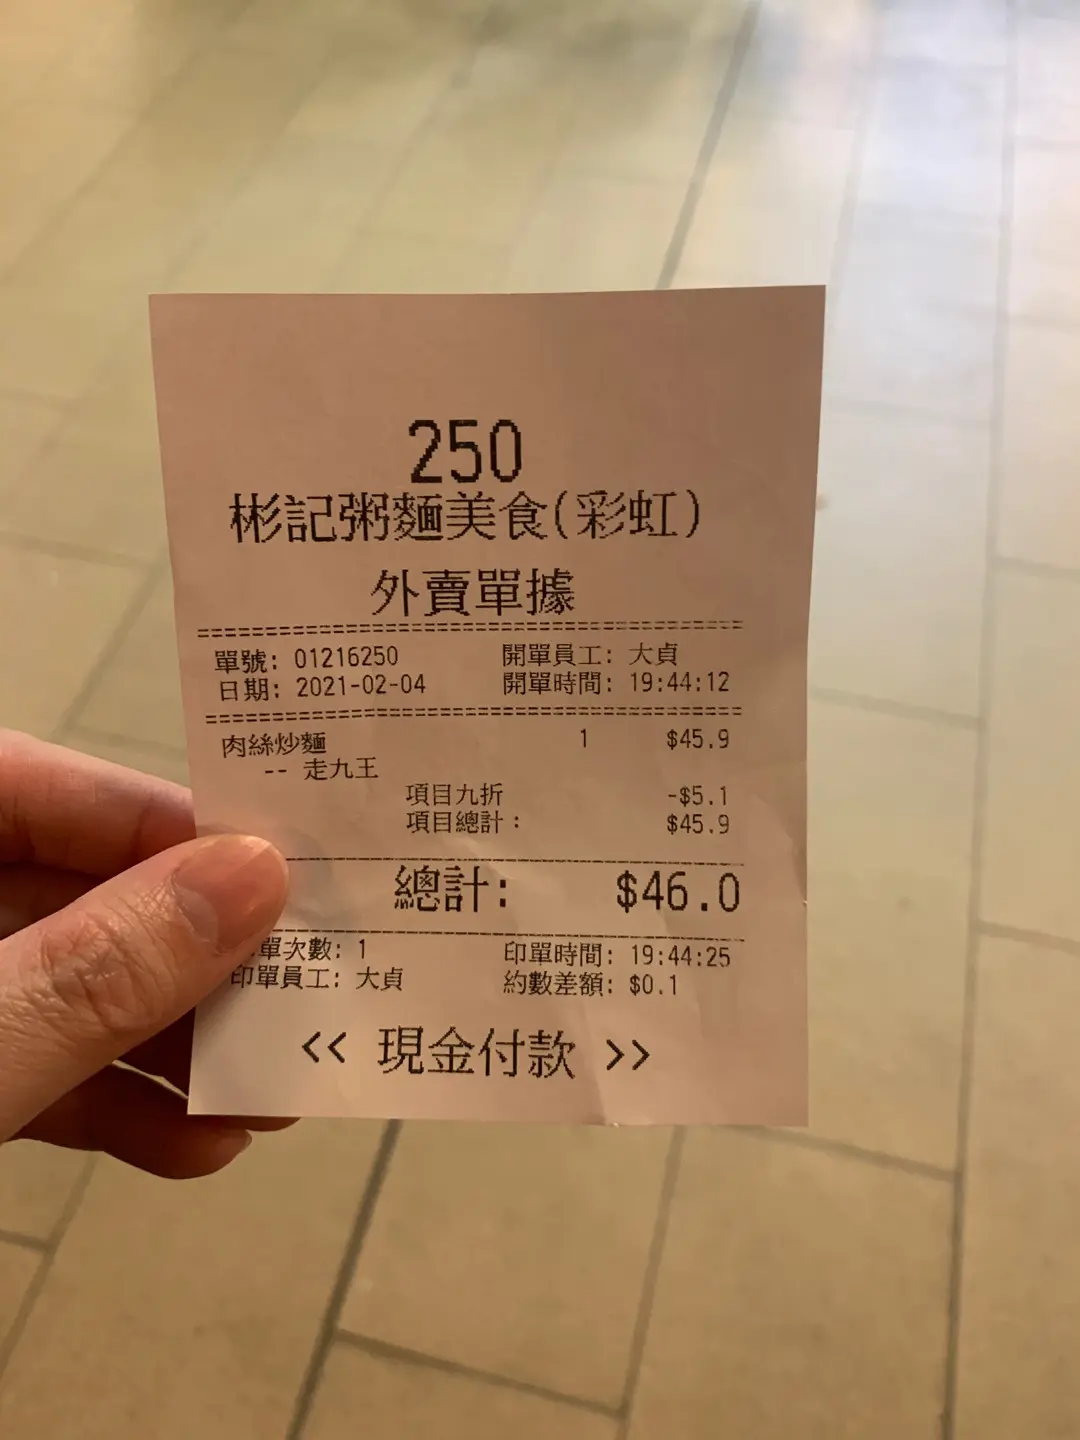 250
彬記粥麵美食(彩虹)
外賣單據
單號: 01216250 開單員工: 大貞
日期: 2021-02-04 開單時間: 19:44:12
肉絲炒麵 1 $45.9
-- 走九王
項目九折 -$5.1
項目總計: $45.9
總計: $46.0
單次數: 1 印單時間: 19:44:25
印單員工: 大貞 約數差額: $0.1
<< 現金付款 >>